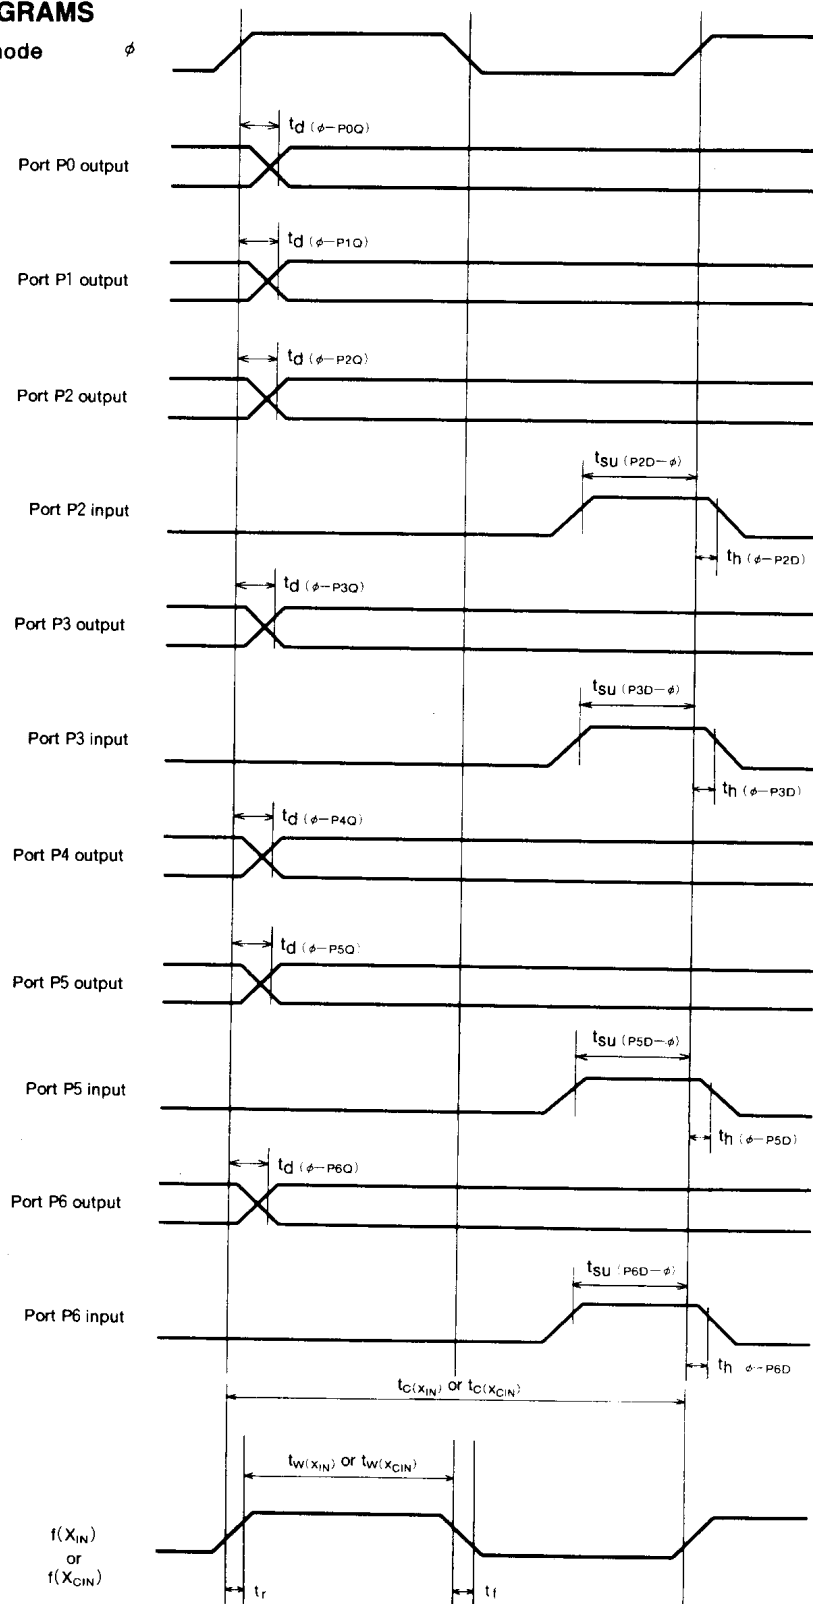 GRAMS
node φ
td (φ−P0Q)
Port P0 output
td (φ−P1Q)
Port P1 output
td (φ−P2Q)
Port P2 output
tsu (P2D−φ)
Port P2 input
th (φ−P2D)
td (φ−P3Q)
Port P3 output
tsu (P3D−φ)
Port P3 input
th (φ−P3D)
td (φ−P4Q)
Port P4 output
td (φ−P5Q)
Port P5 output
tsu (P5D−φ)
Port P5 input
th (φ−P5D)
td (φ−P6Q)
Port P6 output
tsu (P6D−φ)
Port P6 input
th φ−P6D
tC(XIN) or tC(XCIN)
tW(XIN) or tW(XCIN)
f(XIN)
or
f(XCIN)
tr tf